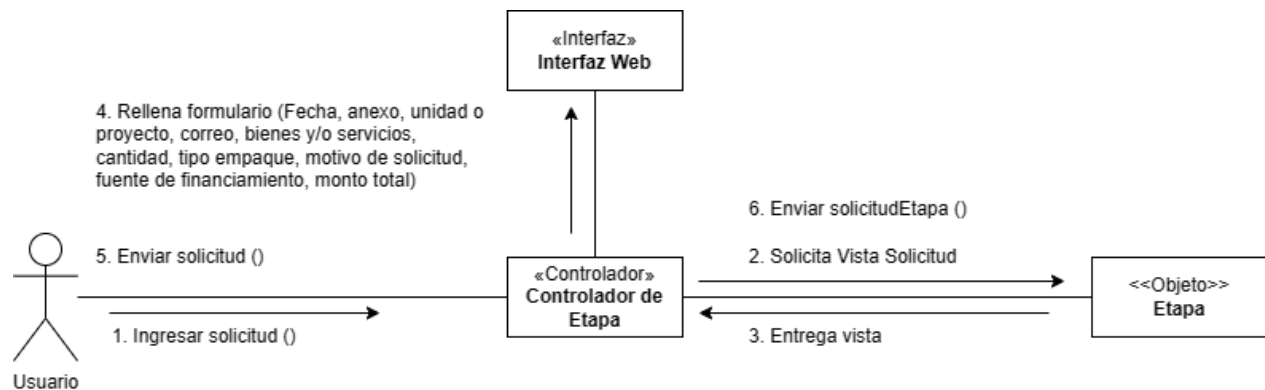 «Interfaz»
Interfaz Web
4. Rellena formulario (Fecha, anexo, unidad o
proyecto, correo, bienes y/o servicios,
cantidad, tipo empaque, motivo de solicitud,
fuente de financiamiento, monto total)
6. Enviar solicitudEtapa ()
5. Enviar solicitud ()
2. Solicita Vista Solicitud
«Controlador»
Controlador de
Etapa
<<Objeto>>
Etapa
1. Ingresar solicitud ()
3. Entrega vista
Usuario